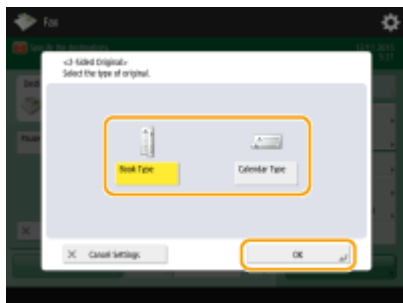 Fax
<2-Sided Original>
Select the type of original.
Book Type
Calendar Type
Cancel Settings
OK